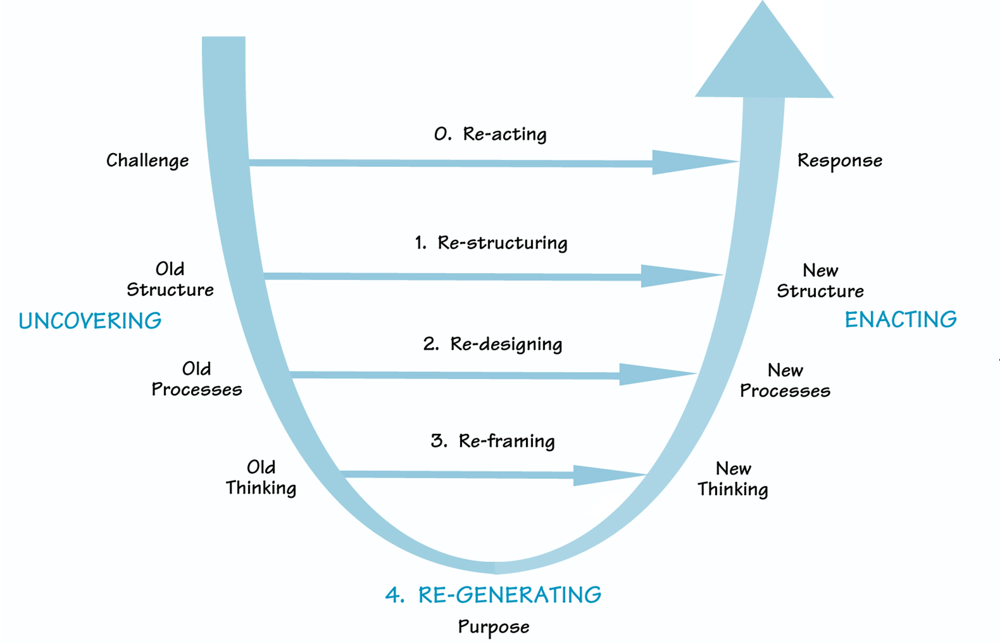 0. Re-acting
Challenge
Response
1. Re-structuring
Old
Structure
New
Structure
UNCOVERING
ENACTING
2. Re-designing
Old
Processes
New
Processes
3. Re-framing
Old
Thinking
New
Thinking
4. RE-GENERATING
Purpose